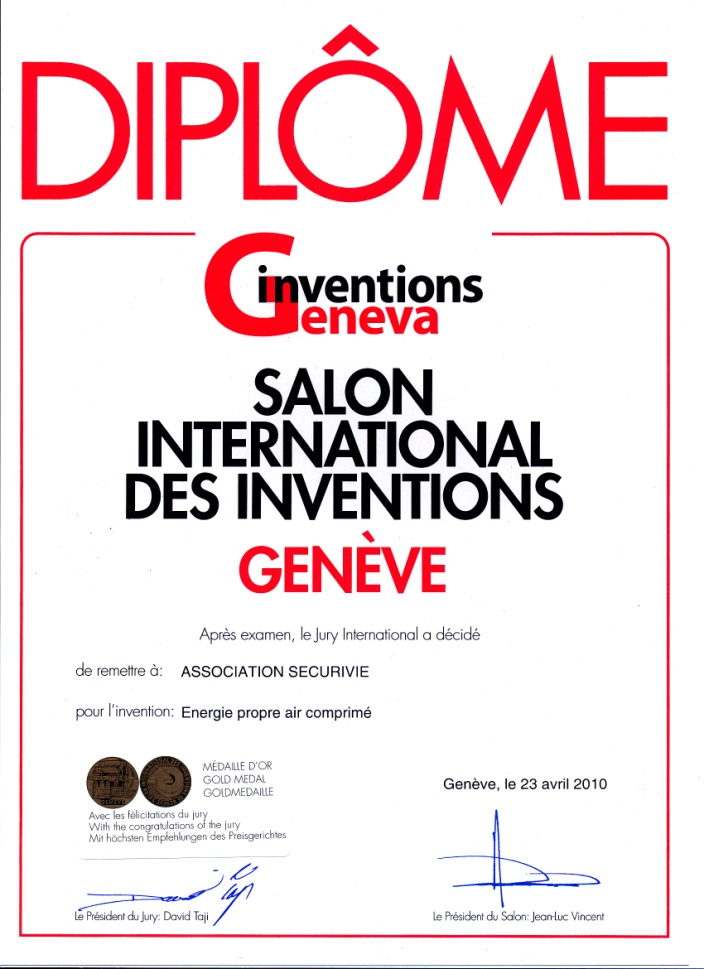 DIPLÔME
inventions
Geneva
SALON
INTERNATIONAL
DES INVENTIONS
GENÈVE
Après examen, le Jury International a décidé
de remettre à: ASSOCIATION SECURIVIE
pour l'invention: Energie propre air comprimé
MÉDAILLE D'OR
GOLD MEDAL
GOLDMEDAILLE
Avec les félicitations du jury
With the congratulations of the jury
Mit höchsten Empfehlungen des Preisgerichtes
Genève, le 23 avril 2010
David Taji
Le Président du Jury: David Taji
Le Président du Salon: Jean-Luc Vincent